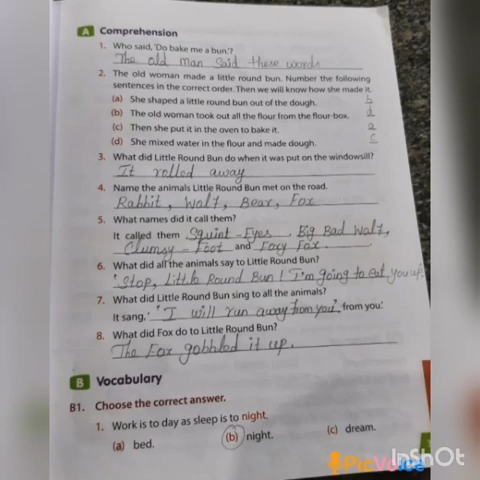 A Comprehension
1. Who said, 'Do bake me a bun.'?
The old man said these words
2. The old woman made a little round bun. Number the following
sentences in the correct order. Then we will know how she made it.
(a) She shaped a little round bun out of the dough. b
(b) The old woman took out all the flour from the flour-box. d
(c) Then she put it in the oven to bake it. a
(d) She mixed water in the flour and made dough. c
3. What did Little Round Bun do when it was put on the windowsill?
It rolled away
4. Name the animals Little Round Bun met on the road.
Rabbit, Walf, Bear, Fox
5. What names did it call them?
It called them Squint-Eyes, Big Bad Walf,
Clumsy-Foot and Foxy Fox.
6. What did all the animals say to Little Round Bun?
'Stop, Little Round Bun! I'm going to eat you up.
7. What did Little Round Bun sing to all the animals?
It sang, 'I will run away from you', from you.'
8. What did Fox do to Little Round Bun?
The Fox gobbled it up.
B Vocabulary
B1. Choose the correct answer.
1. Work is to day as sleep is to night.
(a) bed. (b) night. (c) dream.
PicVoice
InShOt